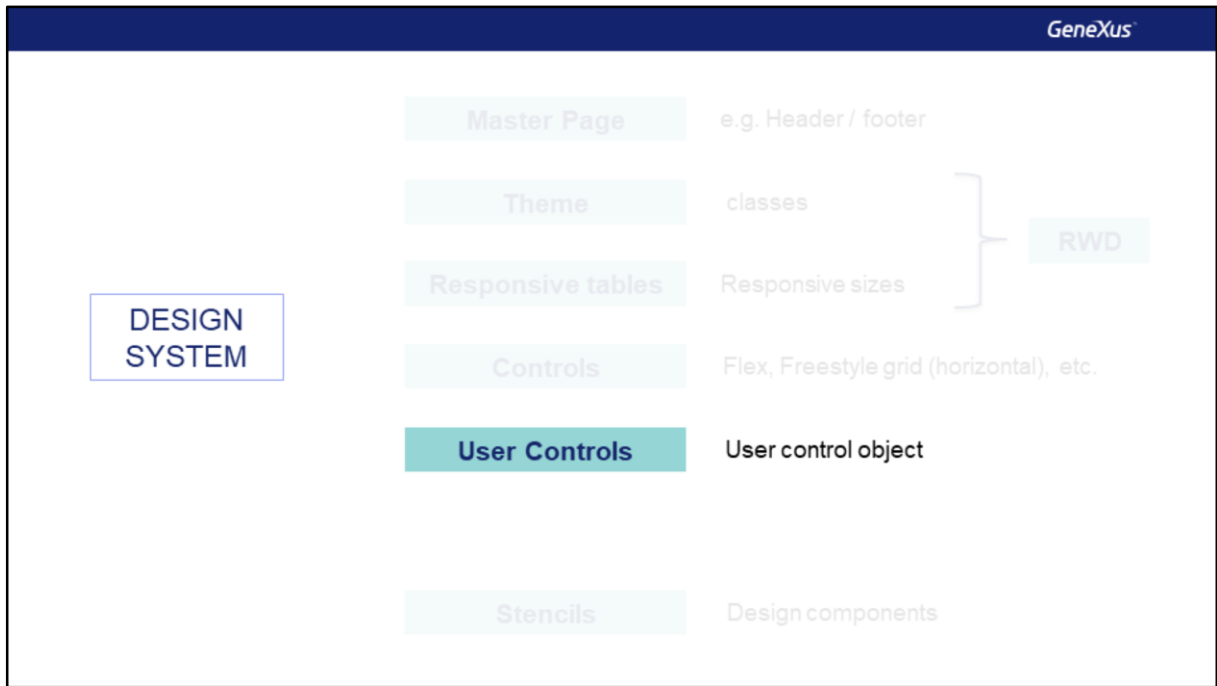 GeneXus™
Master Page e.g. Header / footer
Theme classes
RWD
Responsive tables Responsive sizes
DESIGN
SYSTEM
Controls Flex, Freestyle grid (horizontal), etc.
User Controls User control object
Stencils Design components